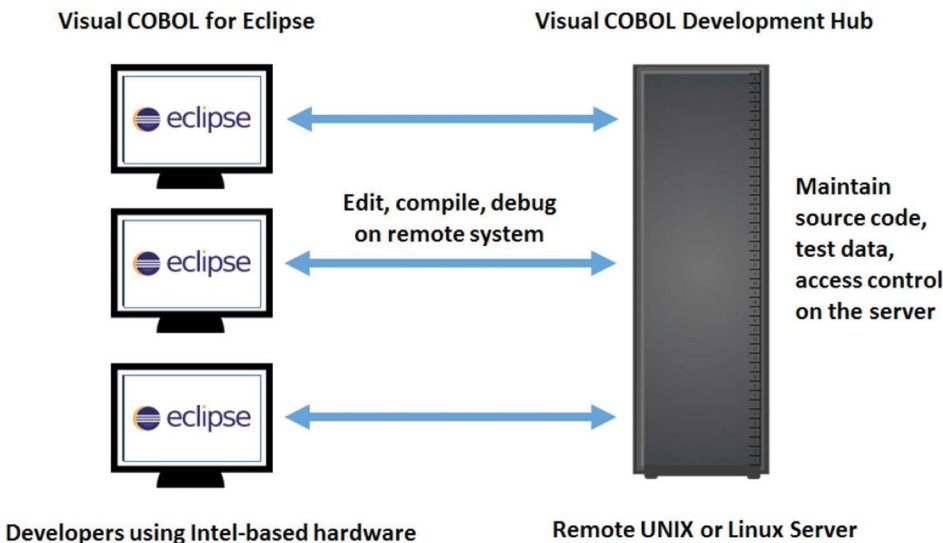 Visual COBOL for Eclipse
Visual COBOL Development Hub
eclipse
eclipse
eclipse
Edit, compile, debug
on remote system
Maintain
source code,
test data,
access control
on the server
Developers using Intel-based hardware
Remote UNIX or Linux Server